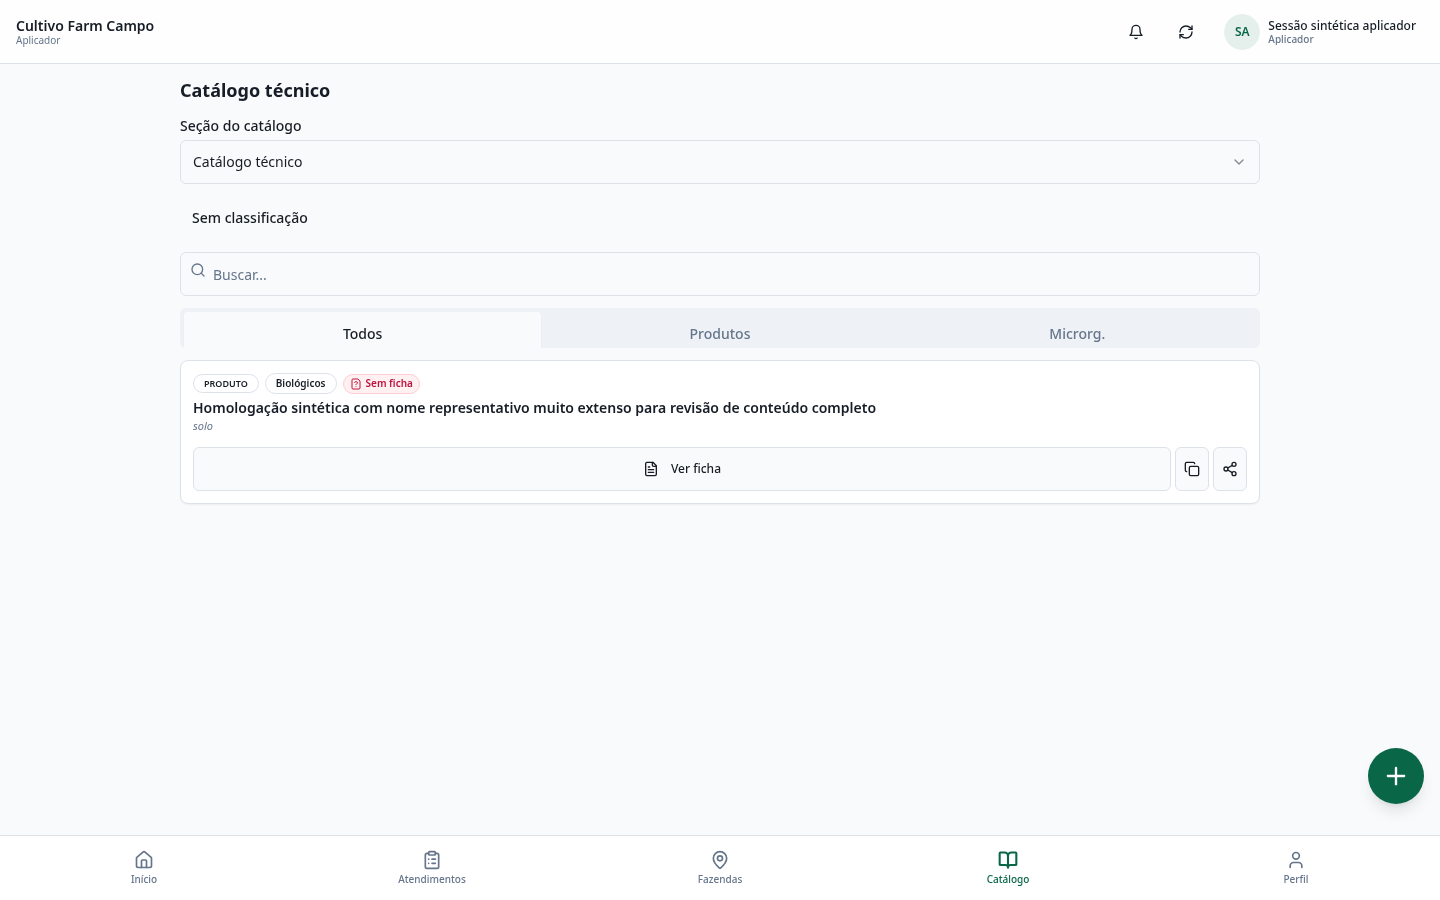 Cultivo Farm Campo
Aplicador
SA
Sessão sintética aplicador
Aplicador
Catálogo técnico
Seção do catálogo
Catálogo técnico
Sem classificação
Buscar...
Todos
Produtos
Microrg.
PRODUTO
Biológicos
Sem ficha
Homologação sintética com nome representativo muito extenso para revisão de conteúdo completo
solo
Ver ficha
Início
Atendimentos
Fazendas
Catálogo
Perfil